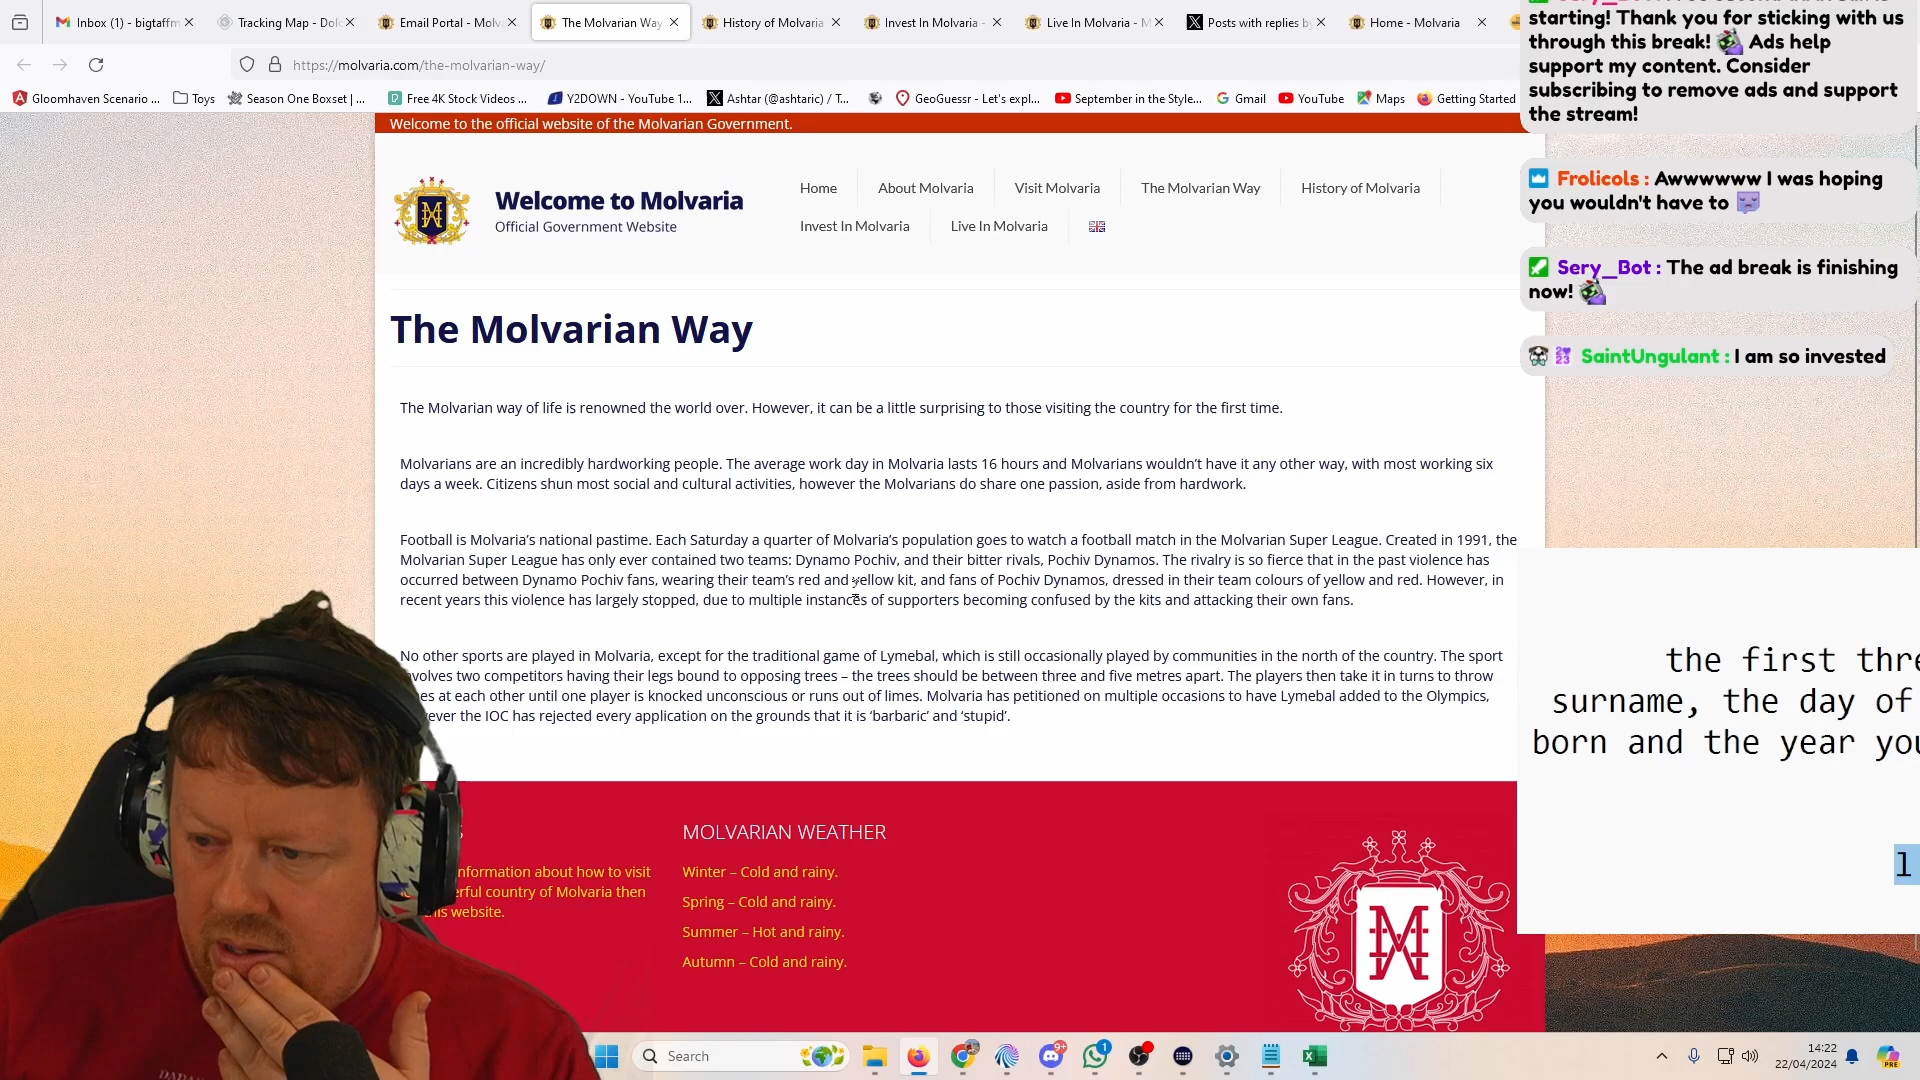 Inbox (1) - bigtaffm
Tracking Map - Dolo
Email Portal - Molva
The Molvarian Way
History of Molvaria
Invest In Molvaria -
Live In Molvaria - M
Posts with replies by
Home - Molvaria
https://molvaria.com/the-molvarian-way/
Gloomhaven Scenario ...
Toys
Season One Boxset | ...
Free 4K Stock Videos ...
Y2DOWN - YouTube 1...
Ashtar (@ashtaric) / T...
GeoGuessr - Let's expl...
September in the Style...
Gmail
YouTube
Maps
Getting Started
Welcome to the official website of the Molvarian Government.
Welcome to Molvaria
Official Government Website
Home
About Molvaria
Visit Molvaria
The Molvarian Way
History of Molvaria
Invest In Molvaria
Live In Molvaria
The Molvarian Way
The Molvarian way of life is renowned the world over. However, it can be a little surprising to those visiting the country for the first time.
Molvarians are an incredibly hardworking people. The average work day in Molvaria lasts 16 hours and Molvarians wouldn't have it any other way, with most working six
days a week. Citizens shun most social and cultural activities, however the Molvarians do share one passion, aside from hardwork.
Football is Molvaria's national pastime. Each Saturday a quarter of Molvaria's population goes to watch a football match in the Molvarian Super League. Created in 1991, the
Molvarian Super League has only ever contained two teams: Dynamo Pochiv, and their bitter rivals, Pochiv Dynamos. The rivalry is so fierce that in the past violence has
occurred between Dynamo Pochiv fans, wearing their team's red and yellow kit, and fans of Pochiv Dynamos, dressed in their team colours of yellow and red. However, in
recent years this violence has largely stopped, due to multiple instances of supporters becoming confused by the kits and attacking their own fans.
No other sports are played in Molvaria, except for the traditional game of Lymebal, which is still occasionally played by communities in the north of the country. The sport
volves two competitors having their legs bound to opposing trees – the trees should be between three and five metres apart. The players then take it in turns to throw
es at each other until one player is knocked unconscious or runs out of limes. Molvaria has petitioned on multiple occasions to have Lymebal added to the Olympics,
ever the IOC has rejected every application on the grounds that it is 'barbaric' and 'stupid'.
S
nformation about how to visit
erful country of Molvaria then
this website.
MOLVARIAN WEATHER
Winter – Cold and rainy.
Spring – Cold and rainy.
Summer – Hot and rainy.
Autumn – Cold and rainy.
starting! Thank you for sticking with us
through this break! Ads help
support my content. Consider
subscribing to remove ads and support
the stream!
Frolicols : Awwwwww I was hoping
you wouldn't have to
Sery_Bot : The ad break is finishing
now!
SaintUngulant : I am so invested
the first thre
surname, the day of
born and the year you
l
Search
9+
1
14:22
22/04/2024
PRE